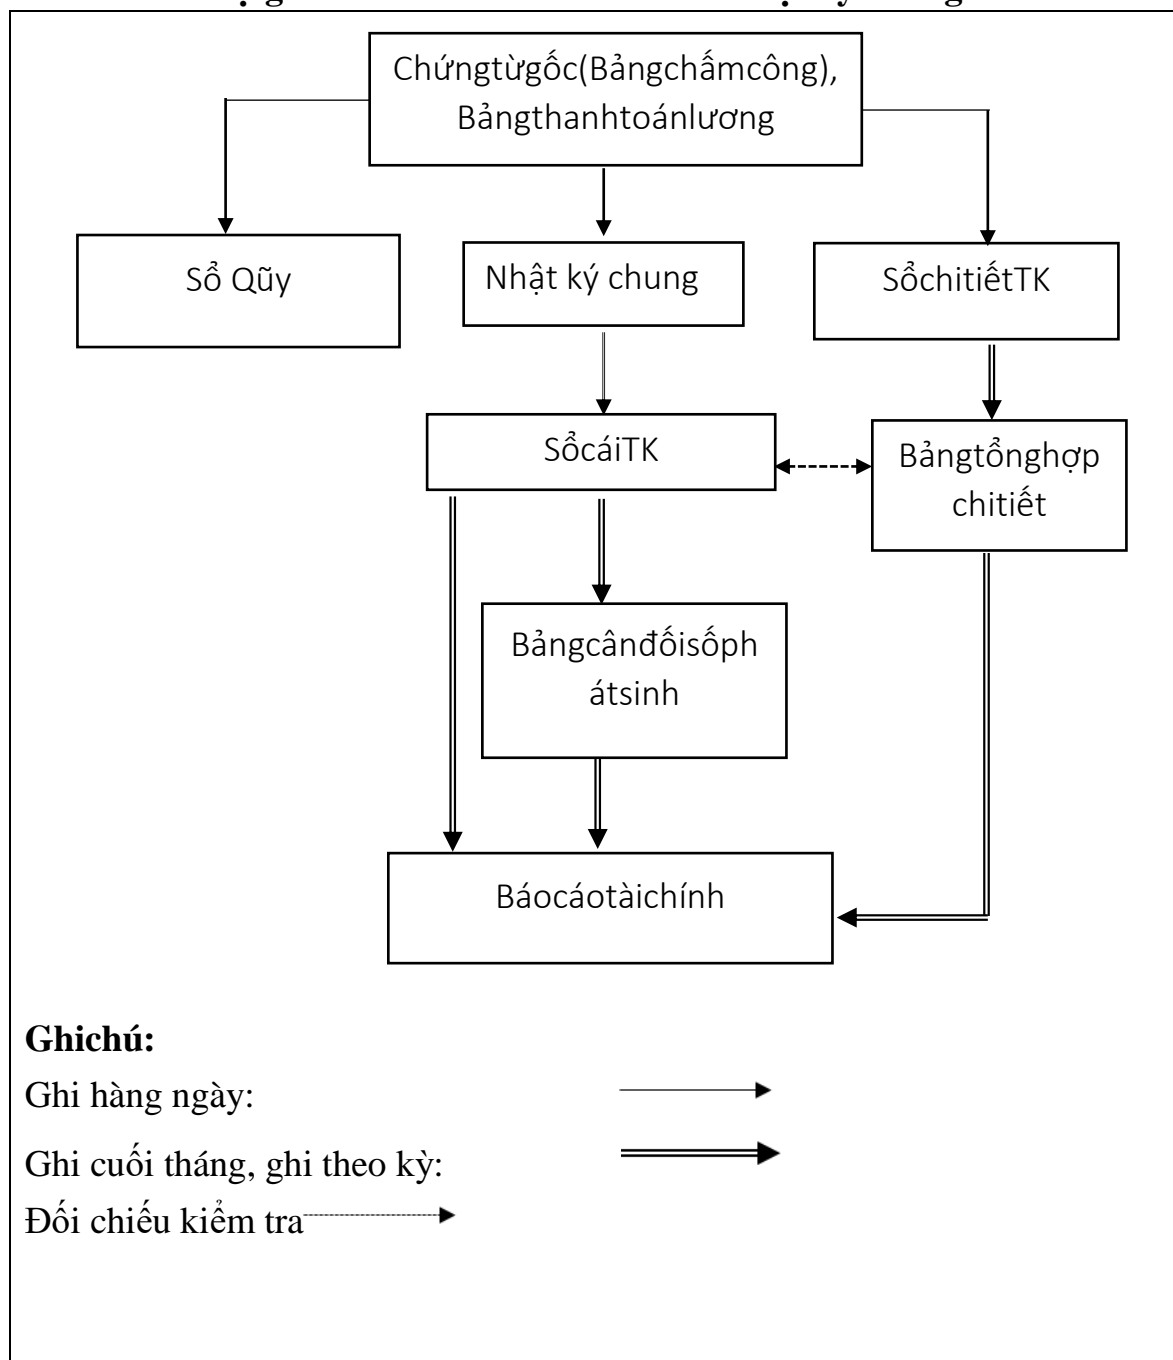 Chứngtừgốc(Bảngchấmcông),
Bảngthanhtoánlương
Sổ Qũy
Nhật ký chung
SổchitiếtTK
SổcáiTK
Bảngtổnghợp
chitiết
Bảngcânđốisốph
átsinh
Báocáotàichính
Ghichú:
Ghi hàng ngày:
Ghi cuối tháng, ghi theo kỳ:
Đối chiếu kiểm tra